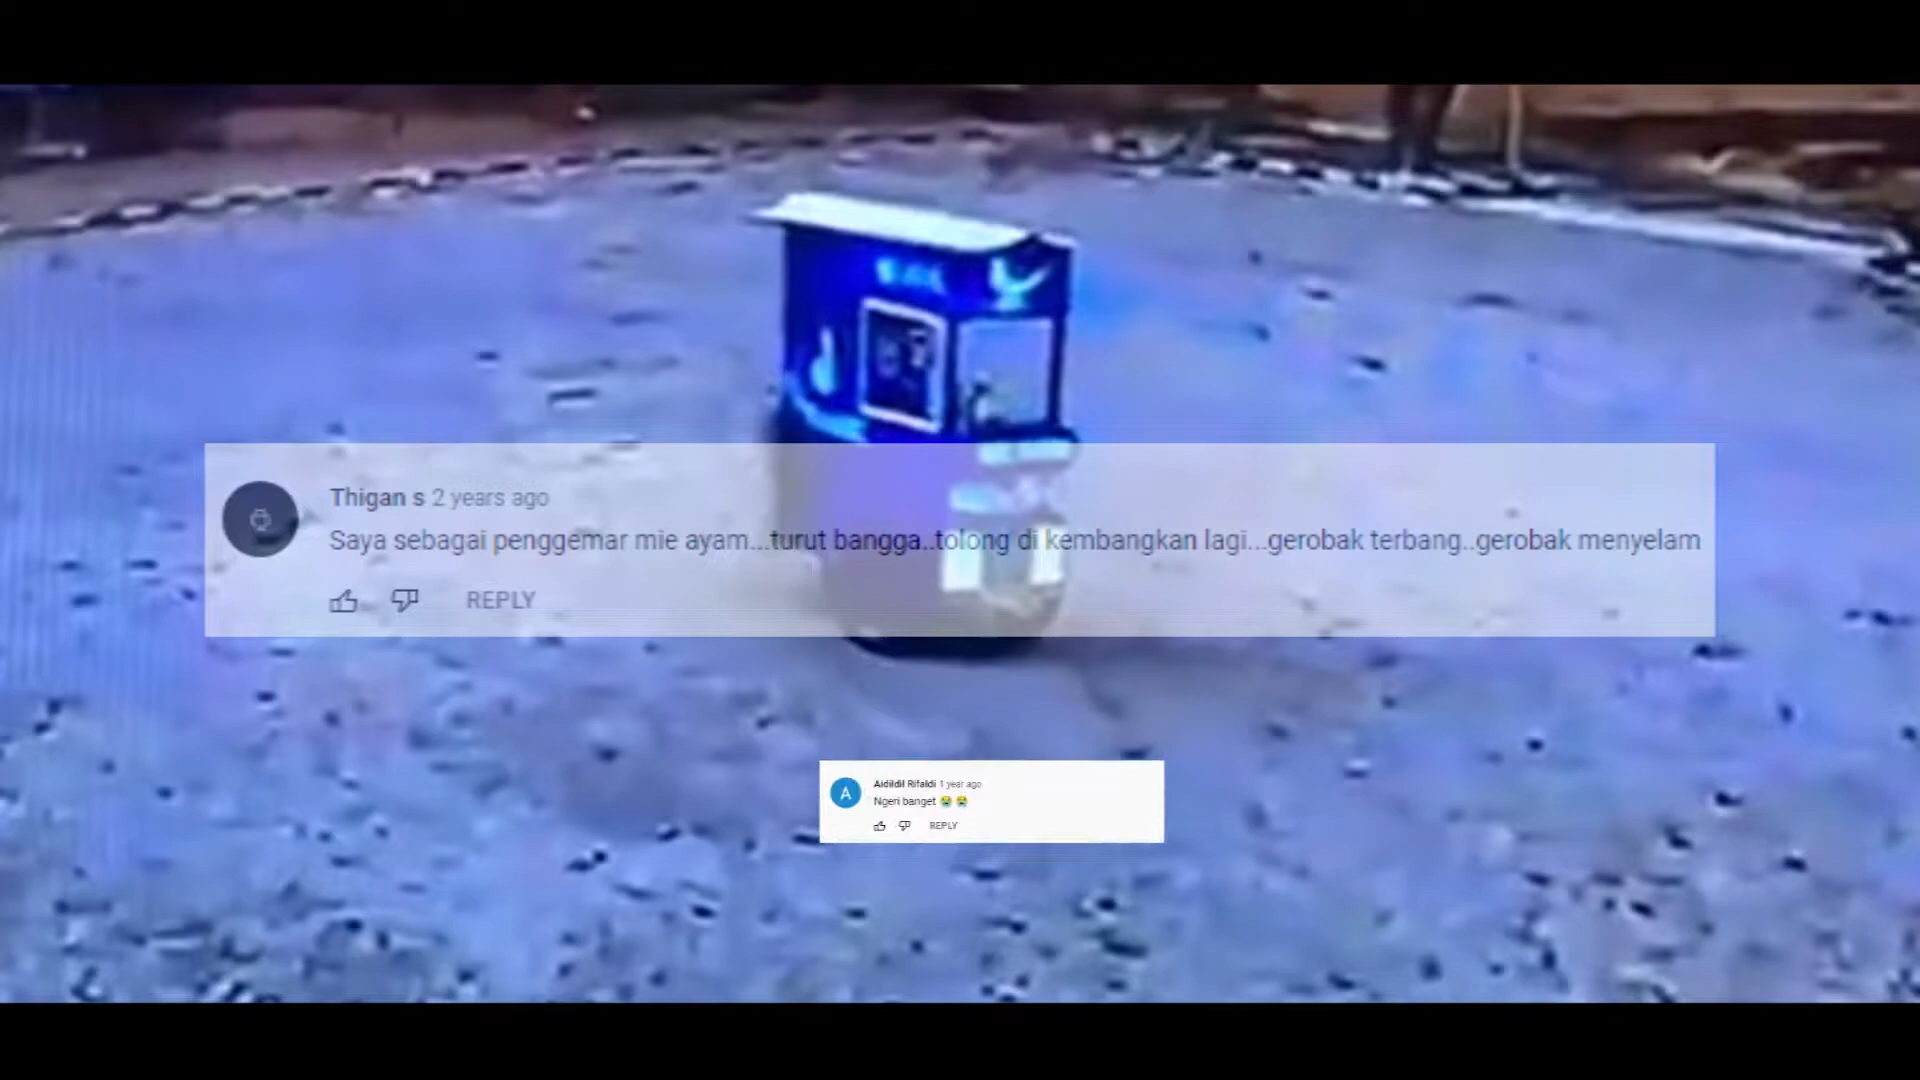 Thigan s 2 years ago
Saya sebagai penggemar mie ayam...turut bangga..tolong di kembangkan lagi...gerobak terbang..gerobak menyelam
REPLY
A
Aidildil Rifaldi 1 year ago
Ngeri banget 😭 😭
REPLY